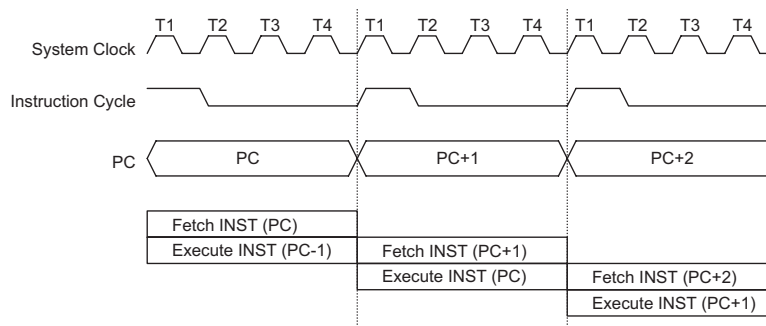 T1 T2 T3 T4 T1 T2 T3 T4 T1 T2 T3 T4
System Clock
Instruction Cycle
PC PC PC+1 PC+2
Fetch INST (PC)
Execute INST (PC-1) Fetch INST (PC+1)
Execute INST (PC) Fetch INST (PC+2)
Execute INST (PC+1)